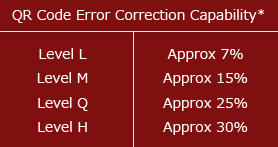 QR Code Error Correction Capability*
Level L Approx 7%
Level M Approx 15%
Level Q Approx 25%
Level H Approx 30%